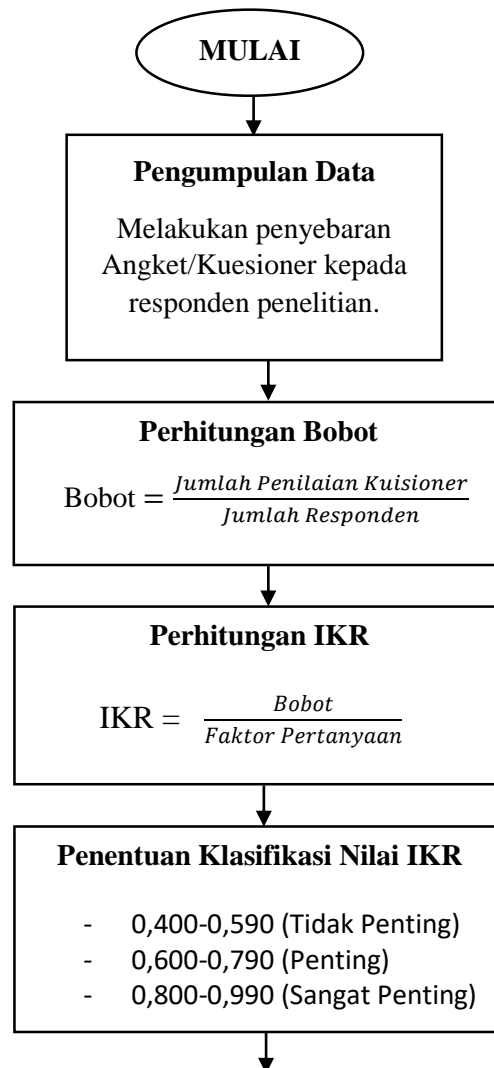 MULAI
Pengumpulan Data
Melakukan penyebaran
Angket/Kuesioner kepada
responden penelitian.
Perhitungan Bobot
Bobot = Jumlah Penilaian Kuisioner / Jumlah Responden
Perhitungan IKR
IKR = Bobot / Faktor Pertanyaan
Penentuan Klasifikasi Nilai IKR
- 0,400-0,590 (Tidak Penting)
- 0,600-0,790 (Penting)
- 0,800-0,990 (Sangat Penting)